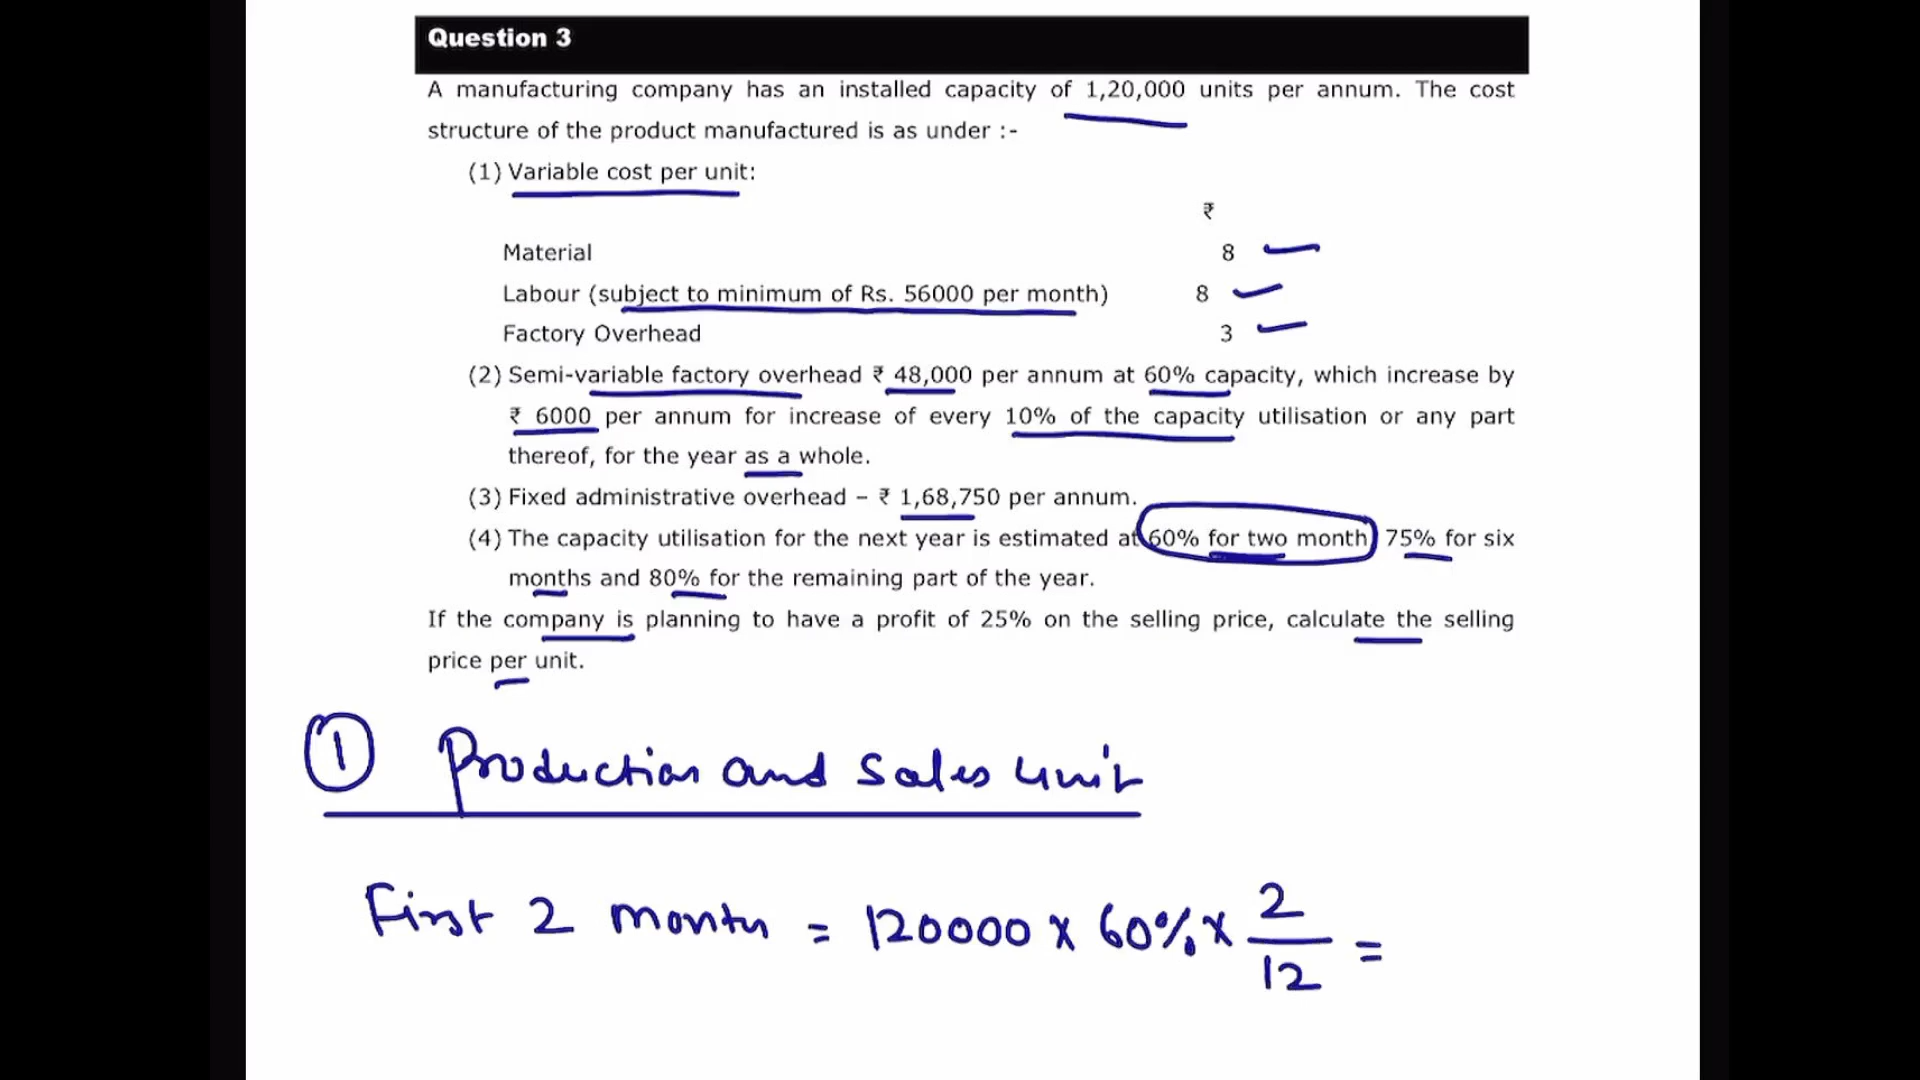 Question 3
A manufacturing company has an installed capacity of 1,20,000 units per annum. The cost
structure of the product manufactured is as under :-
(1) Variable cost per unit:
₹
Material 8
Labour (subject to minimum of Rs. 56000 per month) 8
Factory Overhead 3
(2) Semi-variable factory overhead ₹ 48,000 per annum at 60% capacity, which increase by
₹ 6000 per annum for increase of every 10% of the capacity utilisation or any part
thereof, for the year as a whole.
(3) Fixed administrative overhead – ₹ 1,68,750 per annum.
(4) The capacity utilisation for the next year is estimated at 60% for two month 75% for six
months and 80% for the remaining part of the year.
If the company is planning to have a profit of 25% on the selling price, calculate the selling
price per unit.
① Production and Sales unit
First 2 month = 120000 x 60% x 2/12 =